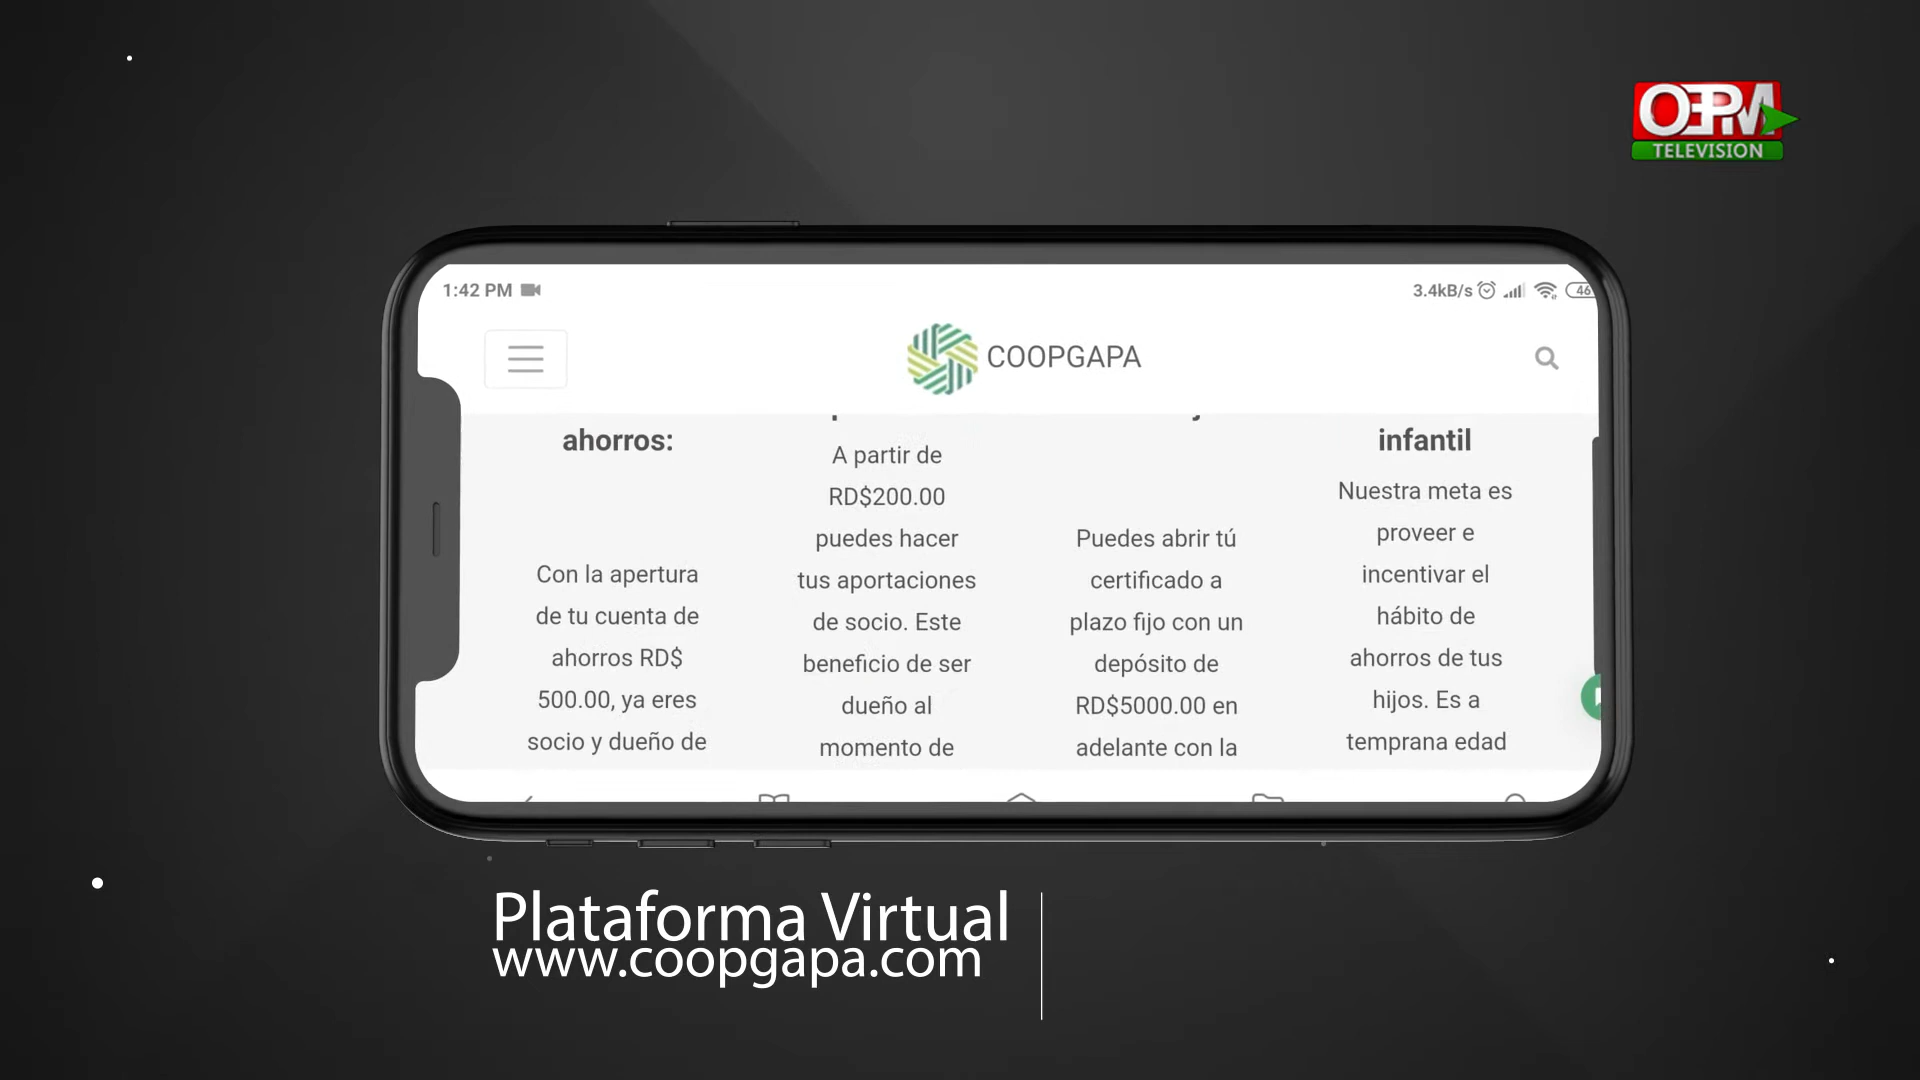 OEPM
TELEVISION
1:42 PM
3.4kB/s
46
COOPGAPA
ahorros:
Con la apertura
de tu cuenta de
ahorros RD$
500.00, ya eres
socio y dueño de
A partir de
RD$200.00
puedes hacer
tus aportaciones
de socio. Este
beneficio de ser
dueño al
momento de
Puedes abrir tú
certificado a
plazo fijo con un
depósito de
RD$5000.00 en
adelante con la
infantil
Nuestra meta es
proveer e
incentivar el
hábito de
ahorros de tus
hijos. Es a
temprana edad
Plataforma Virtual
www.coopgapa.com